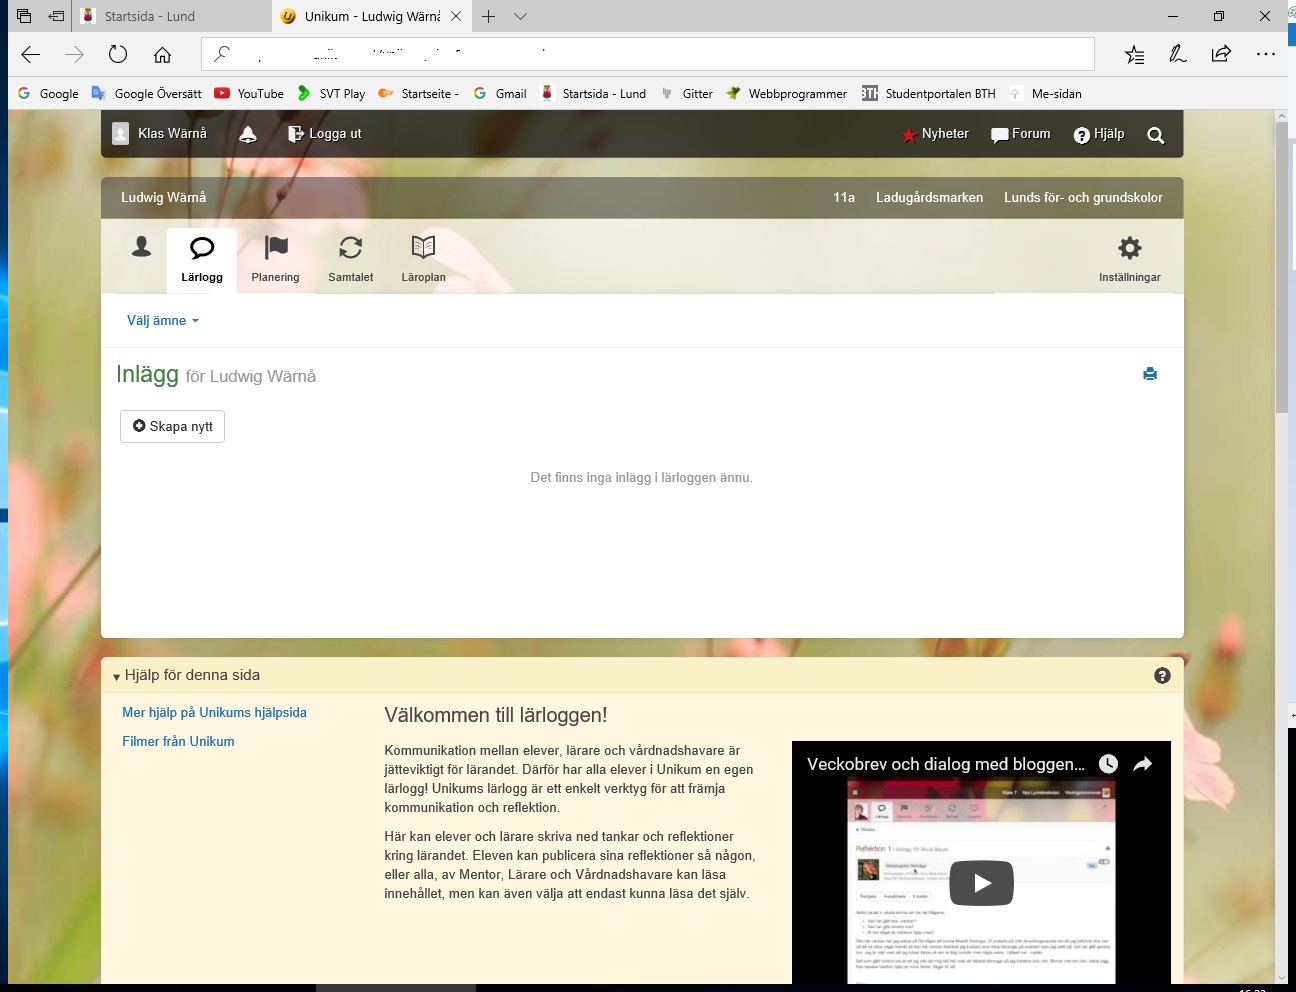 Startsida - Lund
Unikum - Ludwig Wärnå
Google Google Översätt YouTube SVT Play Startseite - Gmail Startsida - Lund Gitter Webbprogrammer BTH Studentportalen BTH Me-sidan
Klas Wärnå Logga ut Nyheter Forum Hjälp
Ludwig Wärnå 11a Ladugårdsmarken Lunds för- och grundskolor
Lärlogg Planering Samtalet Läroplan Inställningar
Välj ämne
Inlägg för Ludwig Wärnå
Skapa nytt
Det finns inga inlägg i lärloggen ännu.
Hjälp för denna sida
Mer hjälp på Unikums hjälpsida
Filmer från Unikum
Välkommen till lärloggen!
Kommunikation mellan elever, lärare och vårdnadshavare är
jätteviktigt för lärandet. Därför har alla elever i Unikum en egen
lärlogg! Unikums lärlogg är ett enkelt verktyg för att främja
kommunikation och reflektion.
Här kan elever och lärare skriva ned tankar och reflektioner
kring lärandet. Eleven kan publicera sina reflektioner så någon,
eller alla, av Mentor, Lärare och Vårdnadshavare kan läsa
innehållet, men kan även välja att endast kunna läsa det själv.
Veckobrev och dialog med bloggen...
Lärlogg
Reflektion 1